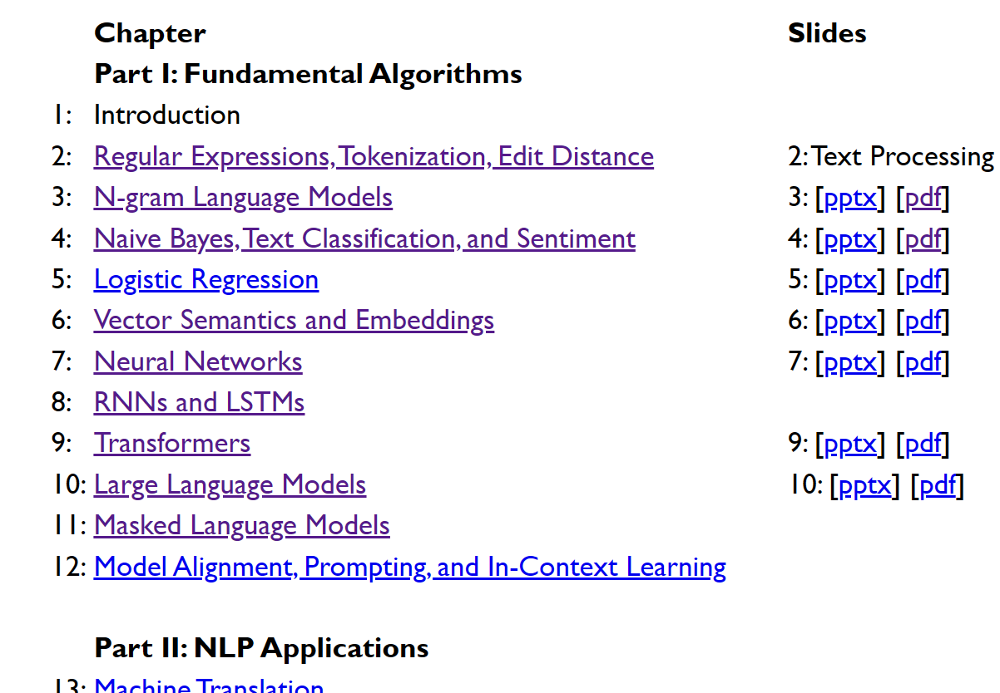 Chapter Slides
Part I: Fundamental Algorithms
1: Introduction
2: Regular Expressions, Tokenization, Edit Distance 2: Text Processing
3: N-gram Language Models 3: [pptx] [pdf]
4: Naive Bayes, Text Classification, and Sentiment 4: [pptx] [pdf]
5: Logistic Regression 5: [pptx] [pdf]
6: Vector Semantics and Embeddings 6: [pptx] [pdf]
7: Neural Networks 7: [pptx] [pdf]
8: RNNs and LSTMs
9: Transformers 9: [pptx] [pdf]
10: Large Language Models 10: [pptx] [pdf]
11: Masked Language Models
12: Model Alignment, Prompting, and In-Context Learning
Part II: NLP Applications
13: Machine Translation